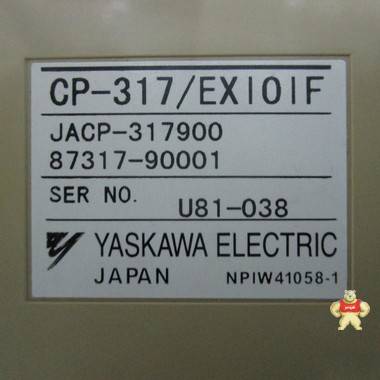 CP-317/EXIOIF
JACP-317900
87317-90001
SER NO. U81-038
YASKAWA ELECTRIC
JAPAN NPIW41058-1